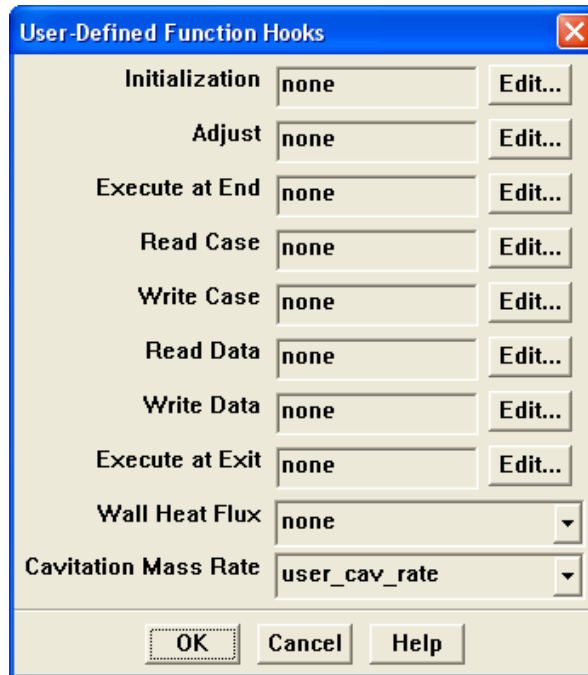 User-Defined Function Hooks
Initialization none Edit...
Adjust none Edit...
Execute at End none Edit...
Read Case none Edit...
Write Case none Edit...
Read Data none Edit...
Write Data none Edit...
Execute at Exit none Edit...
Wall Heat Flux none
Cavitation Mass Rate user_cav_rate
OK Cancel Help